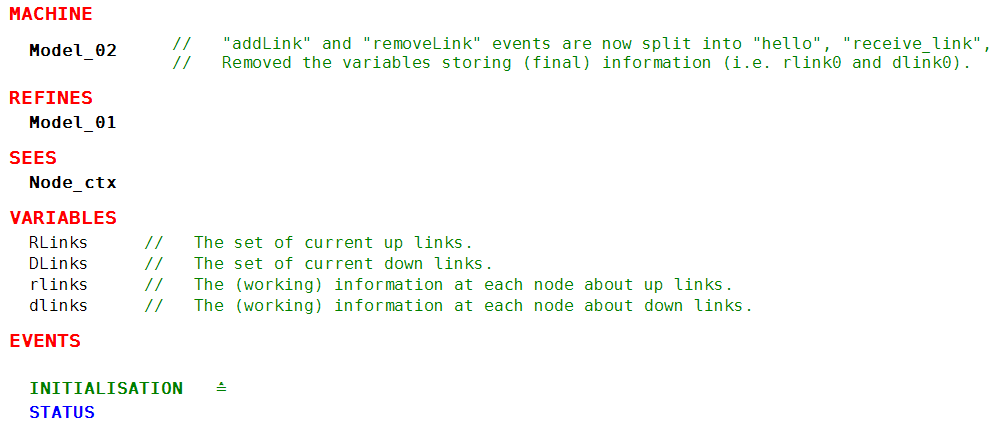 MACHINE
Model_02 // "addLink" and "removeLink" events are now split into "hello", "receive_link",
// Removed the variables storing (final) information (i.e. rlink0 and dlink0).
REFINES
Model_01
SEES
Node_ctx
VARIABLES
RLinks // The set of current up links.
DLinks // The set of current down links.
rlinks // The (working) information at each node about up links.
dlinks // The (working) information at each node about down links.
EVENTS
INITIALISATION ≙
STATUS